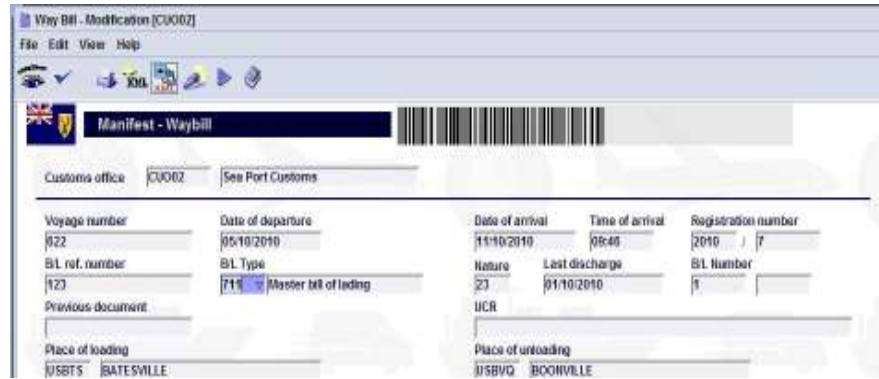 Way Bill - Modification [CUO02]
File Edit View Help
XML
Manifest - Waybill
Customs office CUO02 Sea Port Customs
Voyage number Date of departure Date of arrival Time of arrival Registration number
622 05/10/2010 11/10/2010 09:46 2010 / 7
B/L ref. number B/L Type Nature Last discharge B/L Number
123 711 Master bill of lading 23 01/10/2010 1
Previous document UCR
Place of loading Place of unloading
USBTS BATESVILLE USBVQ BOONVILLE